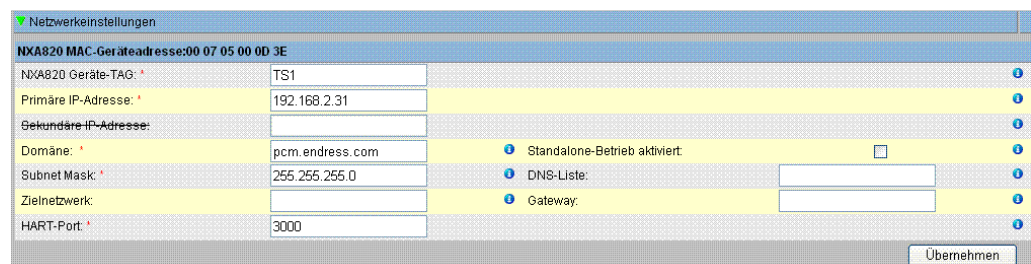 Netzwerkeinstellungen
NXA820 MAC-Geräteadresse:00 07 05 00 0D 3E
NXA820 Geräte-TAG: * TS1
Primäre IP-Adresse: * 192.168.2.31
Sekundäre IP-Adresse:
Domäne: * pcm.endress.com Standalone-Betrieb aktiviert:
Subnet Mask: * 255.255.255.0 DNS-Liste:
Zielnetzwerk: Gateway:
HART-Port: * 3000
Übernehmen